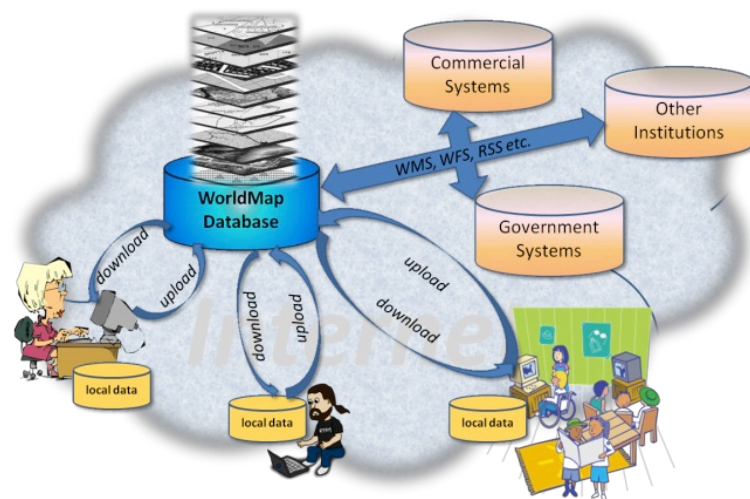 Commercial
Systems
Other
Institutions
WMS, WFS, RSS etc.
WorldMap
Database
Government
Systems
download
upload
download
upload
upload
download
Interne
local data
local data
local data